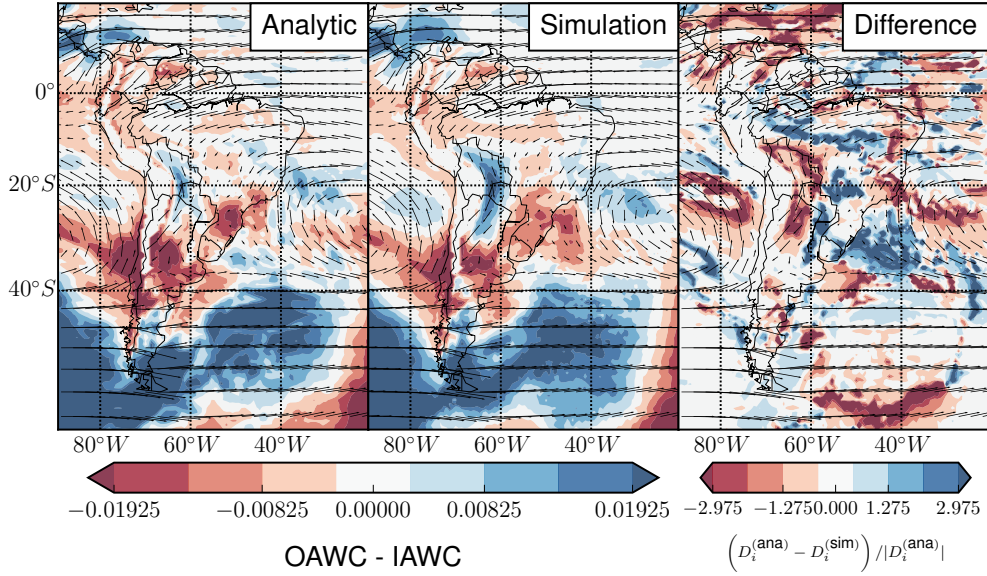 Analytic Simulation Difference
0°
20°S
40°S
80°W 60°W 40°W 80°W 60°W 40°W 80°W 60°W 40°W
−0.01925 −0.00825 0.00000 0.00825 0.01925 −2.975 −1.275 0.000 1.275 2.975
OAWC - IAWC
(D_i^(ana) − D_i^(sim)) / |D_i^(ana)|